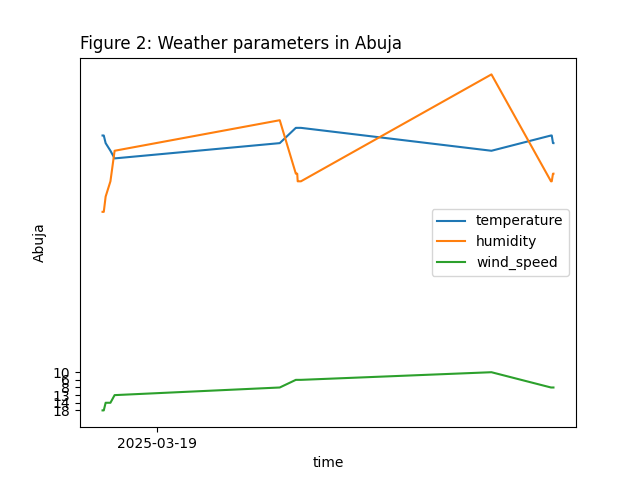 Figure 2: Weather parameters in Abuja
Abuja
temperature
humidity
wind_speed
10
6
8
13
14
18
2025-03-19
time